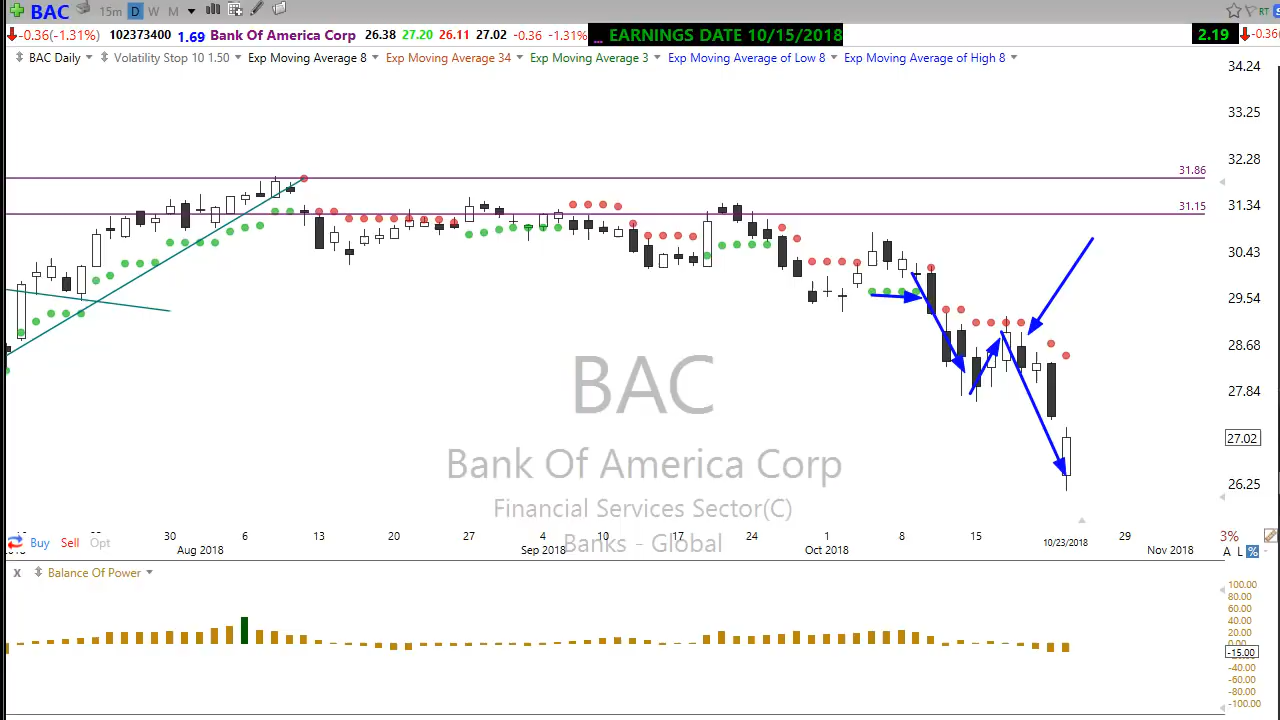 BAC 15m D W M RT
-0.36(-1.31%) 102373400 1.69 Bank Of America Corp 26.38 27.20 26.11 27.02 -0.36 -1.31% EARNINGS DATE 10/15/2018 2.19 -0.36
BAC Daily Volatility Stop 10 1.50 Exp Moving Average 8 Exp Moving Average 34 Exp Moving Average 3 Exp Moving Average of Low 8 Exp Moving Average of High 8
34.24
33.25
32.28
31.86
31.34
31.15
30.43
29.54
28.68
27.84
27.02
26.25
BAC
Bank Of America Corp
Financial Services Sector(C)
Banks - Global
30 6 13 20 27 4 10 17 24 1 8 15 29 3%
Aug 2018 Sep 2018 Oct 2018 10/23/2018 Nov 2018 A L %
Buy Sell Opt
X Balance Of Power
100.00
80.00
60.00
40.00
20.00
0.00
-15.00
-40.00
-60.00
-80.00
-100.00